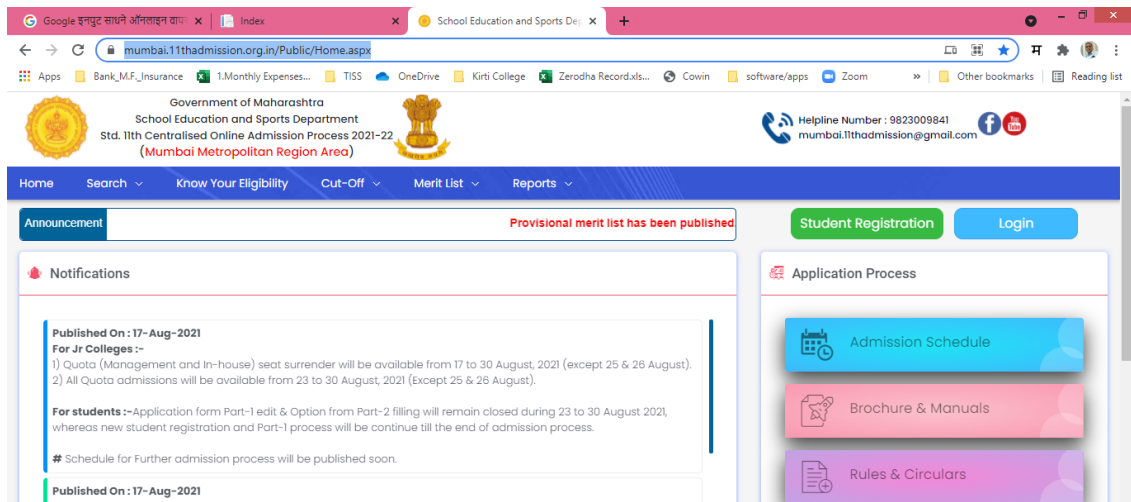 Google इनपुट साधने ऑनलाइन वाप
Index
School Education and Sports Dep
mumbai.11thadmission.org.in/Public/Home.aspx
म
Apps
Bank_M.F._Insurance
1.Monthly Expenses...
TISS
OneDrive
Kirti College
Zerodha Record.xls...
Cowin
software/apps
Zoom
»
Other bookmarks
Reading list
Government of Maharashtra
School Education and Sports Department
Std. 11th Centralised Online Admission Process 2021-22
(Mumbai Metropolitan Region Area)
Helpline Number : 9823009841
mumbai.11thadmission@gmail.com
Home Search Know Your Eligibility Cut-Off Merit List Reports
Announcement
Provisional merit list has been published.
Student Registration
Login
Notifications
Published On : 17-Aug-2021
For Jr Colleges :-
1) Quota (Management and In-house) seat surrender will be available from 17 to 30 August, 2021 (except 25 & 26 August).
2) All Quota admissions will be available from 23 to 30 August, 2021 (Except 25 & 26 August).
For students :-Application form Part-1 edit & Option from Part-2 filling will remain closed during 23 to 30 August 2021,
whereas new student registration and Part-1 process will be continue till the end of admission process.
# Schedule for Further admission process will be published soon.
Published On : 17-Aug-2021
Application Process
Admission Schedule
Brochure & Manuals
Rules & Circulars